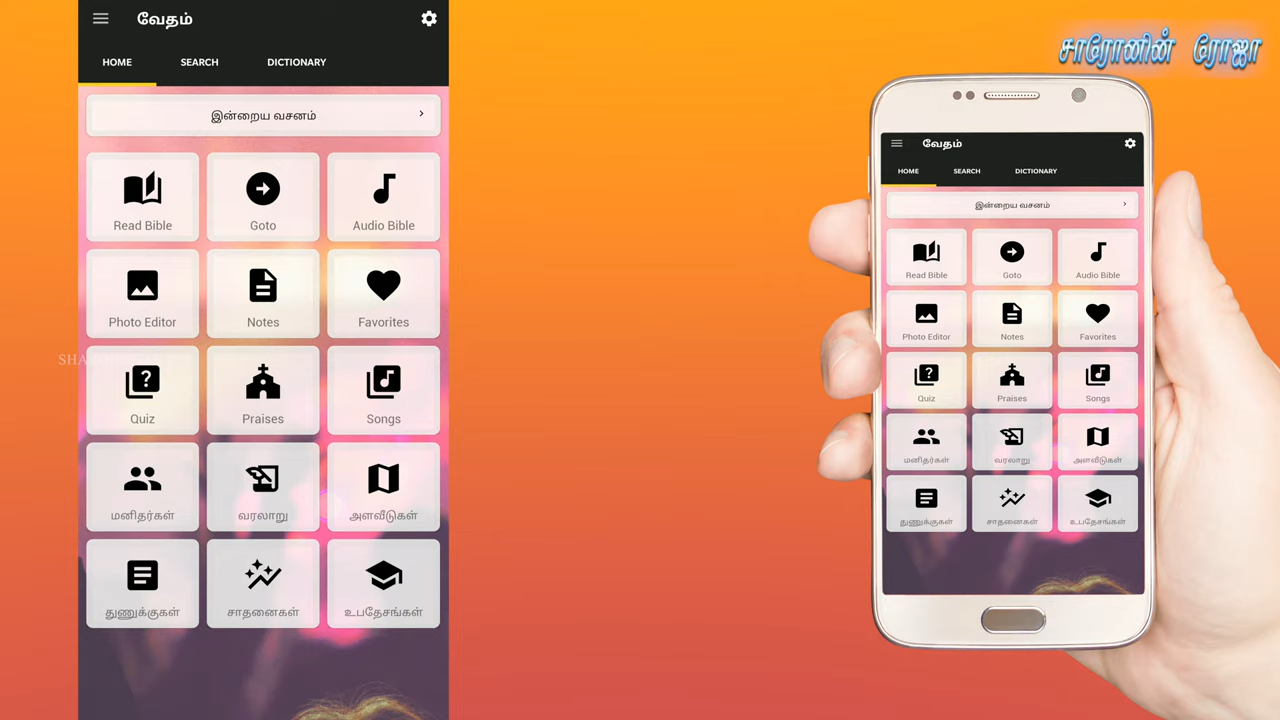 வேதம்
HOME SEARCH DICTIONARY
இன்றைய வசனம்
Read Bible Goto Audio Bible
Photo Editor Notes Favorites
Quiz Praises Songs
மனிதர்கள் வரலாறு அளவீடுகள்
துணுக்குகள் சாதனைகள் உபதேசங்கள்
சாரோனின் ரோஜா
வேதம்
HOME SEARCH DICTIONARY
இன்றைய வசனம்
Read Bible Goto Audio Bible
Photo Editor Notes Favorites
Quiz Praises Songs
மனிதர்கள் வரலாறு அளவீடுகள்
துணுக்குகள் சாதனைகள் உபதேசங்கள்